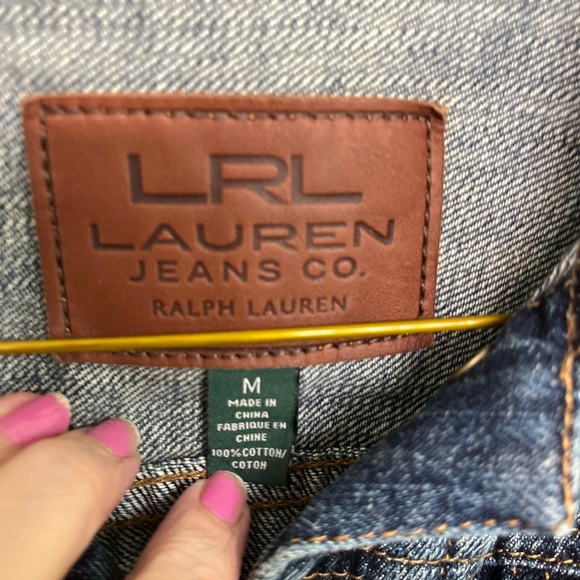 LRL
LAUREN
JEANS CO.
RALPH LAUREN
M
MADE IN
CHINA
FABRIQUE EN
CHINE
100% COTTON/
COTON